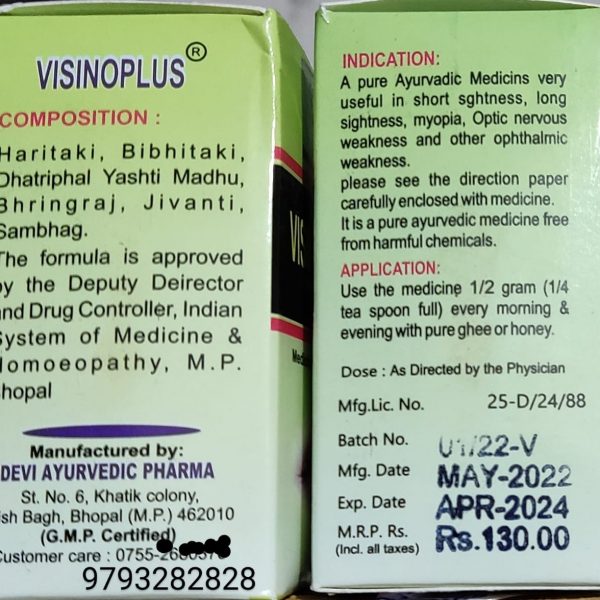 VISINOPLUS®
COMPOSITION :
Haritaki, Bibhitaki,
Dhatriphal Yashti Madhu,
Bhringraj, Jivanti,
Sambhag.
The formula is approved
by the Deputy Deirector
and Drug Controller, Indian
System of Medicine &
Homoeopathy, M.P.
Bhopal
Manufactured by:
DEVI AYURVEDIC PHARMA
St. No. 6, Khatik colony,
ish Bagh, Bhopal (M.P.) 462010
(G.M.P. Certified)
Customer care : 0755-
9793282828
VIS
INDICATION:
A pure Ayurvadic Medicins very
useful in short sghtness, long
sightness, myopia, Optic nervous
weakness and other ophthalmic
weakness.
please see the direction paper
carefully enclosed with medicine.
It is a pure ayurvedic medicine free
from harmful chemicals.
APPLICATION:
Use the medicine 1/2 gram (1/4
tea spoon full) every morning &
evening with pure ghee or honey.
Dose : As Directed by the Physician
Mfg.Lic. No. 25-D/24/88
Batch No. 01/22-V
Mfg. Date MAY-2022
Exp. Date APR-2024
M.R.P. Rs. Rs.130.00
(Incl. all taxes)